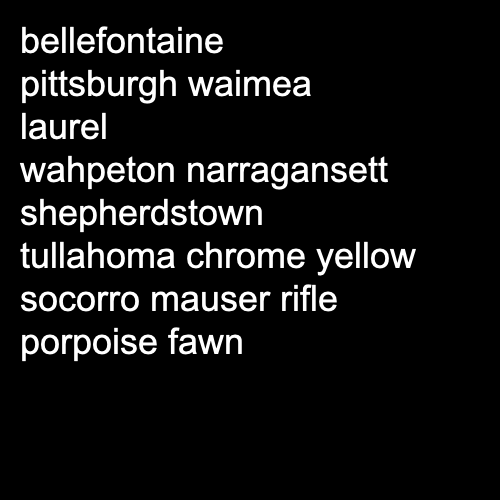 bellefontaine
pittsburgh waimea
laurel
wahpeton narragansett
shepherdstown
tullahoma chrome yellow
socorro mauser rifle
porpoise fawn